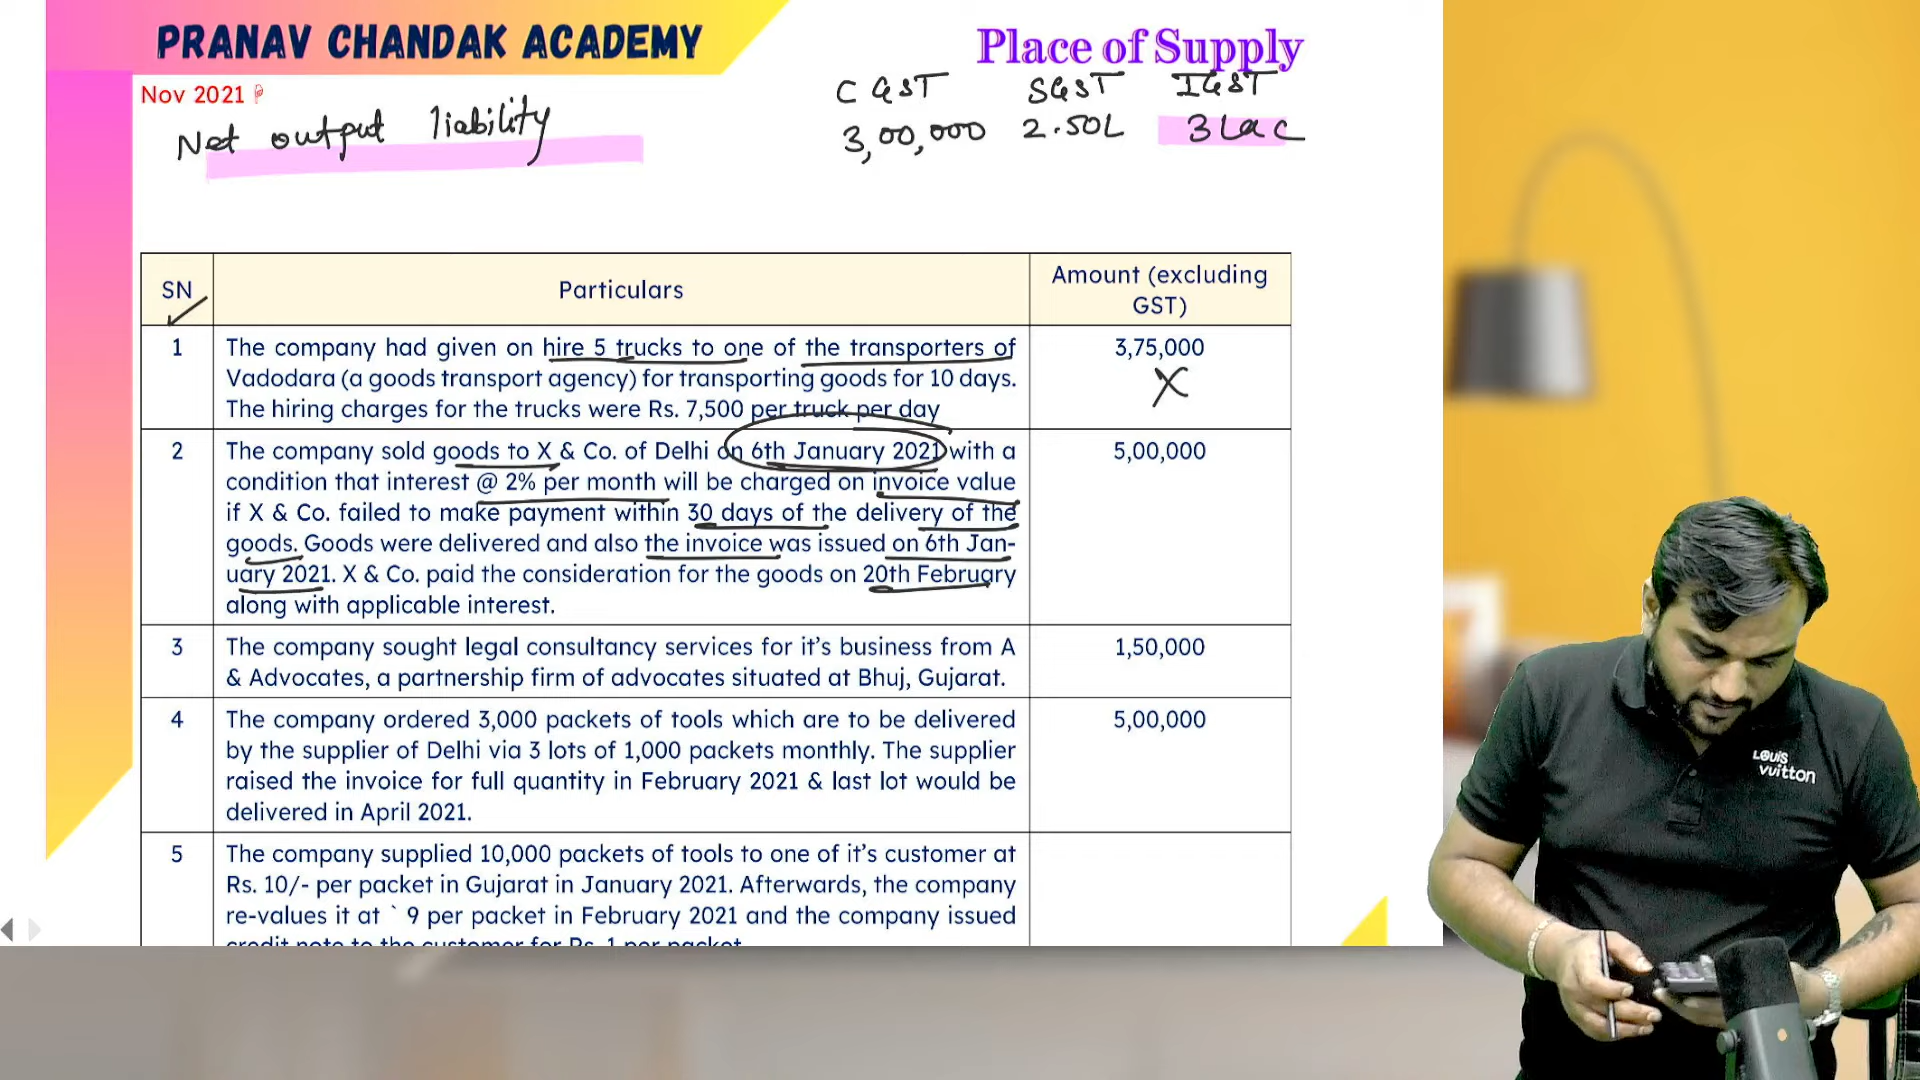 PRANAV CHANDAK ACADEMY
Place of Supply
Nov 2021
Net output liability
CGST SGST IGST
3,00,000 2.50L 3 Lac
SN Particulars Amount (excluding GST)
1 The company had given on hire 5 trucks to one of the transporters of 3,75,000
Vadodara (a goods transport agency) for transporting goods for 10 days. X
The hiring charges for the trucks were Rs. 7,500 per truck per day
2 The company sold goods to X & Co. of Delhi on 6th January 2021 with a 5,00,000
condition that interest @ 2% per month will be charged on invoice value
if X & Co. failed to make payment within 30 days of the delivery of the
goods. Goods were delivered and also the invoice was issued on 6th Jan-
uary 2021. X & Co. paid the consideration for the goods on 20th February
along with applicable interest.
3 The company sought legal consultancy services for it's business from A 1,50,000
& Advocates, a partnership firm of advocates situated at Bhuj, Gujarat.
4 The company ordered 3,000 packets of tools which are to be delivered 5,00,000
by the supplier of Delhi via 3 lots of 1,000 packets monthly. The supplier
raised the invoice for full quantity in February 2021 & last lot would be
delivered in April 2021.
5 The company supplied 10,000 packets of tools to one of it's customer at
Rs. 10/- per packet in Gujarat in January 2021. Afterwards, the company
re-values it at ` 9 per packet in February 2021 and the company issued
credit note to the customer for Rs. 1 per packet.
Louis
vuitton